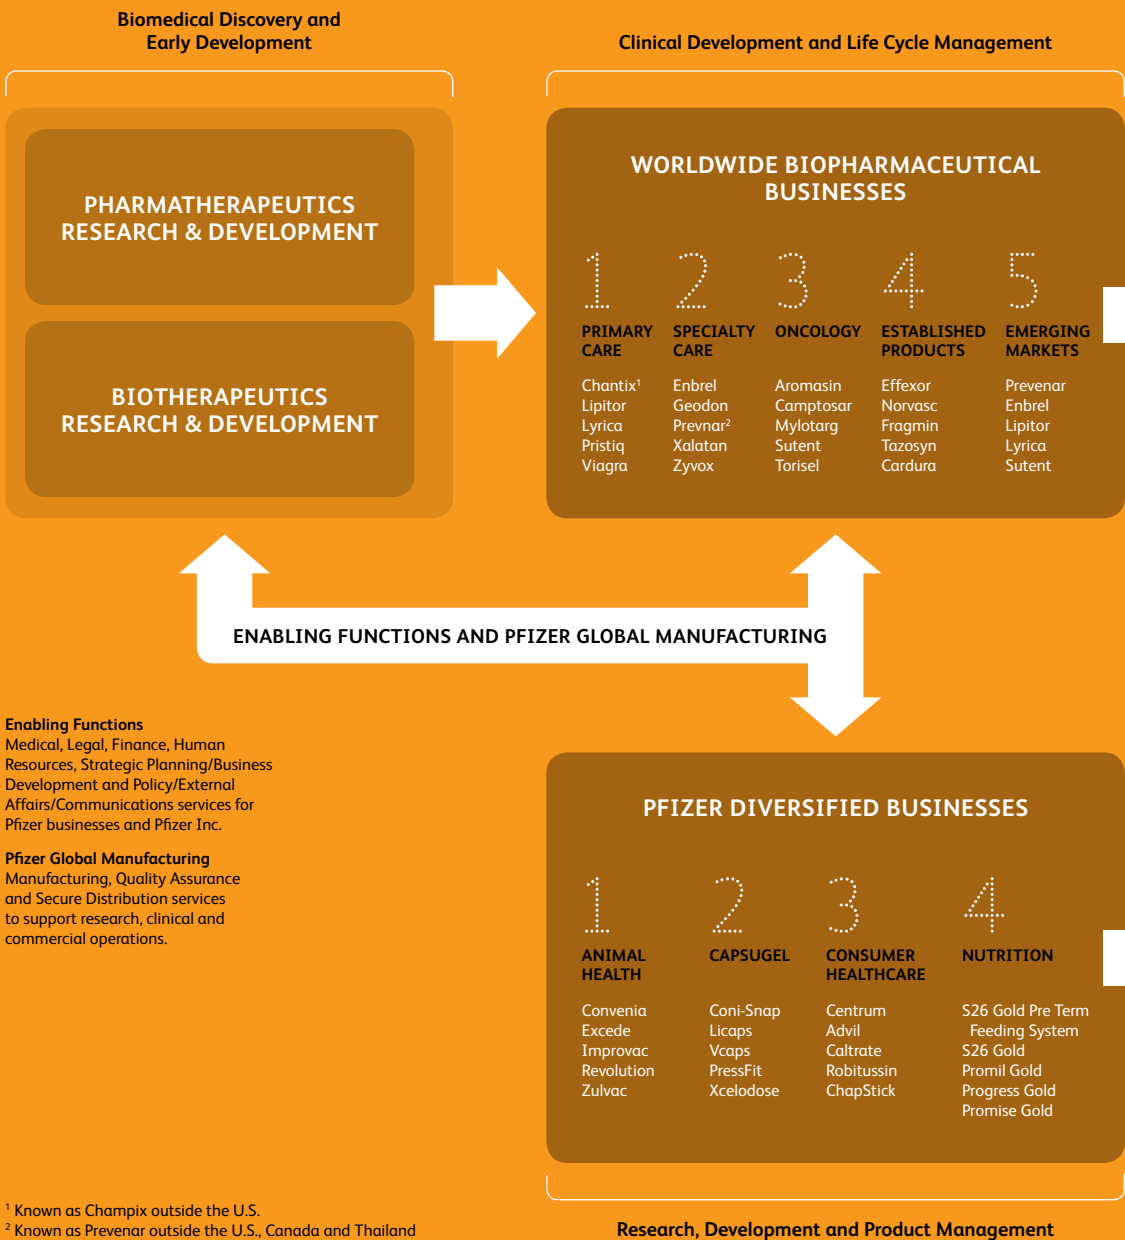 Biomedical Discovery and
Early Development
Clinical Development and Life Cycle Management
PHARMATHERAPEUTICS
RESEARCH & DEVELOPMENT
BIOTHERAPEUTICS
RESEARCH & DEVELOPMENT
WORLDWIDE BIOPHARMACEUTICAL
BUSINESSES
1
PRIMARY
CARE
Chantix¹
Lipitor
Lyrica
Pristiq
Viagra
2
SPECIALTY
CARE
Enbrel
Geodon
Prevnar²
Xalatan
Zyvox
3
ONCOLOGY
Aromasin
Camptosar
Mylotarg
Sutent
Torisel
4
ESTABLISHED
PRODUCTS
Effexor
Norvasc
Fragmin
Tazosyn
Cardura
5
EMERGING
MARKETS
Prevenar
Enbrel
Lipitor
Lyrica
Sutent
ENABLING FUNCTIONS AND PFIZER GLOBAL MANUFACTURING
Enabling Functions
Medical, Legal, Finance, Human
Resources, Strategic Planning/Business
Development and Policy/External
Affairs/Communications services for
Pfizer businesses and Pfizer Inc.
Pfizer Global Manufacturing
Manufacturing, Quality Assurance
and Secure Distribution services
to support research, clinical and
commercial operations.
PFIZER DIVERSIFIED BUSINESSES
1
ANIMAL
HEALTH
Convenia
Excede
Improvac
Revolution
Zulvac
2
CAPSUGEL
Coni-Snap
Licaps
Vcaps
PressFit
Xcelodose
3
CONSUMER
HEALTHCARE
Centrum
Advil
Caltrate
Robitussin
ChapStick
4
NUTRITION
S26 Gold Pre Term
Feeding System
S26 Gold
Promil Gold
Progress Gold
Promise Gold
¹ Known as Champix outside the U.S.
² Known as Prevenar outside the U.S., Canada and Thailand
Research, Development and Product Management